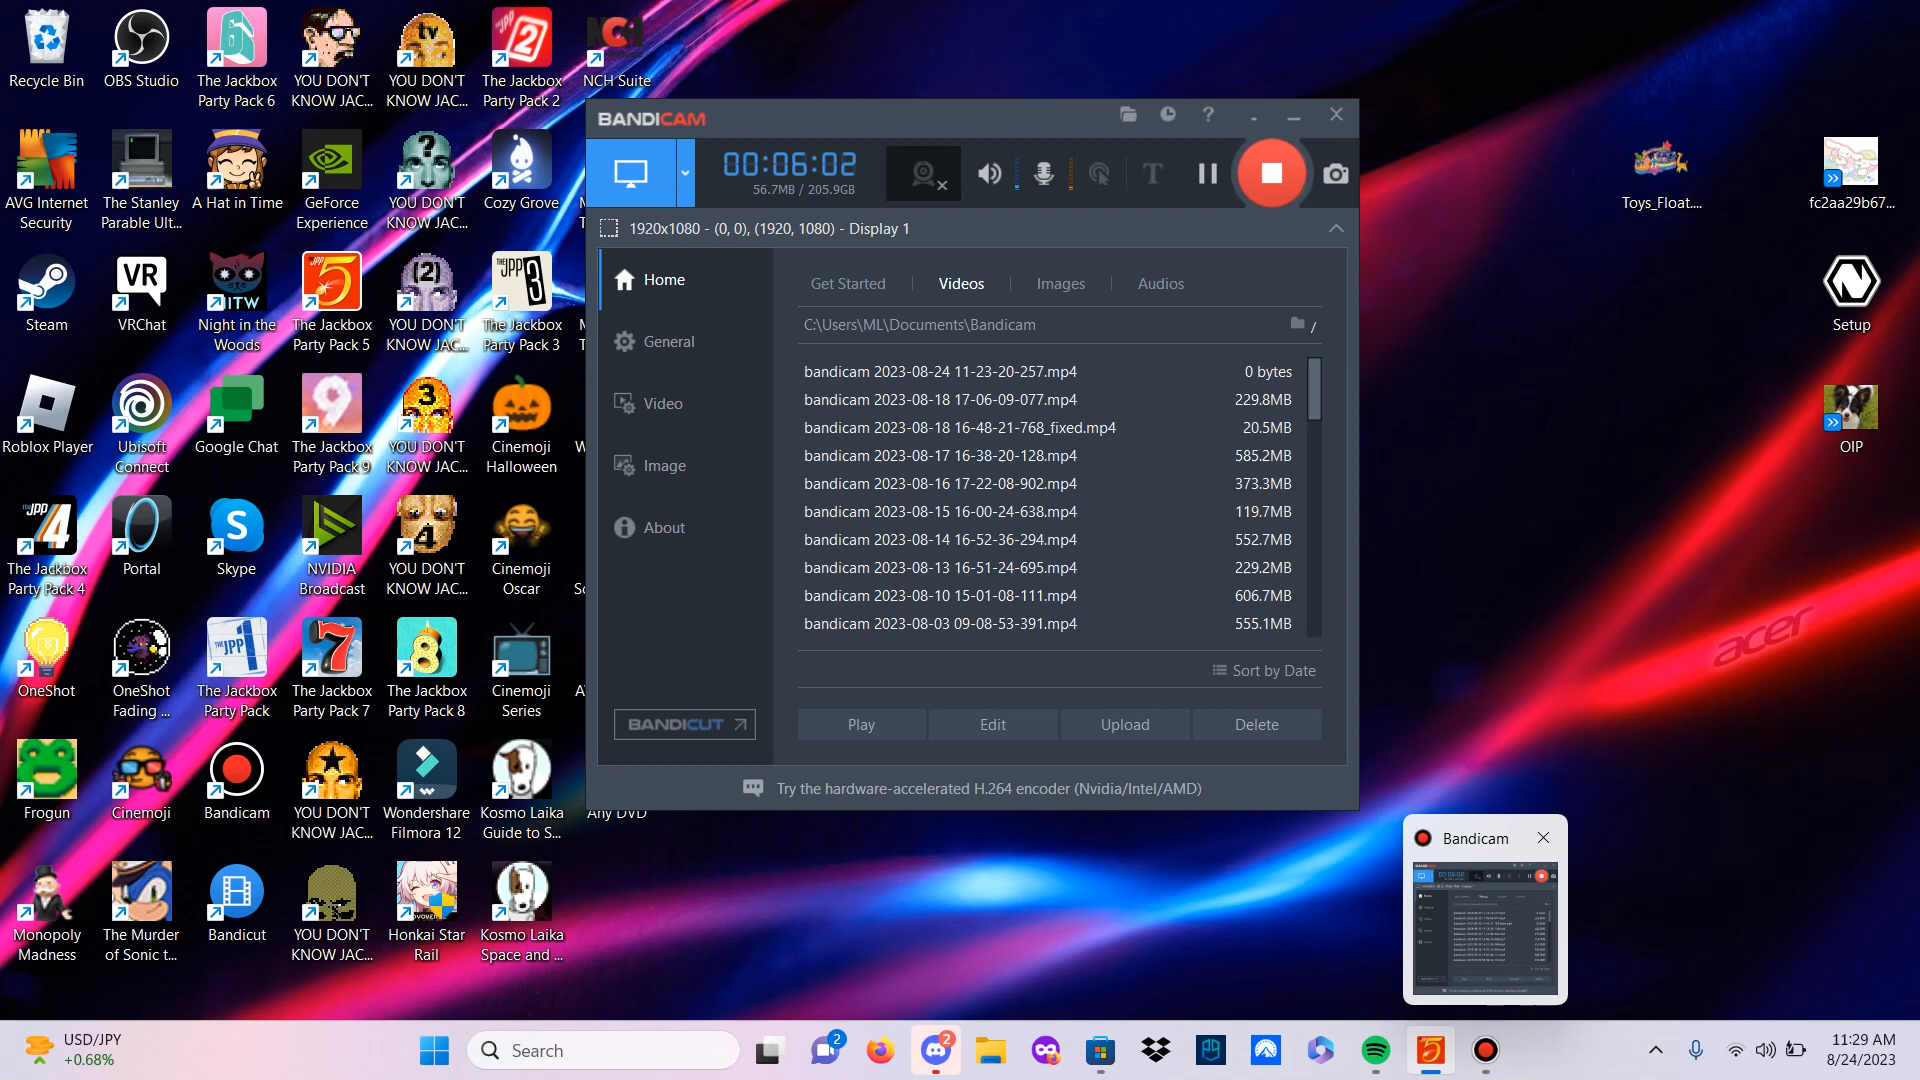 Recycle Bin
OBS Studio
The Jackbox
Party Pack 6
YOU DON'T
KNOW JAC...
YOU DON'T
KNOW JAC...
The Jackbox
Party Pack 2
NCH Suite
AVG Internet
Security
The Stanley
Parable Ult...
A Hat in Time
GeForce
Experience
YOU DON'T
KNOW JAC...
Cozy Grove
Steam
VRChat
Night in the
Woods
The Jackbox
Party Pack 5
YOU DON'T
KNOW JAC...
The Jackbox
Party Pack 3
Roblox Player
Ubisoft
Connect
Google Chat
The Jackbox
Party Pack 9
YOU DON'T
KNOW JAC...
Cinemoji
Halloween
The Jackbox
Party Pack 4
Portal
Skype
NVIDIA
Broadcast
YOU DON'T
KNOW JAC...
Cinemoji
Oscar
OneShot
OneShot
Fading ...
The Jackbox
Party Pack
The Jackbox
Party Pack 7
The Jackbox
Party Pack 8
Cinemoji
Series
Frogun
Cinemoji
Bandicam
YOU DON'T
KNOW JAC...
Wondershare
Filmora 12
Kosmo Laika
Guide to S...
Any DVD
Monopoly
Madness
The Murder
of Sonic t...
Bandicut
YOU DON'T
KNOW JAC...
Honkai Star
Rail
Kosmo Laika
Space and ...
BANDICAM
00:06:02
56.7MB / 205.9GB
1920x1080 - (0, 0), (1920, 1080) - Display 1
Home
General
Video
Image
About
BANDICUT
Get Started
Videos
Images
Audios
C:\Users\ML\Documents\Bandicam
bandicam 2023-08-24 11-23-20-257.mp4 0 bytes
bandicam 2023-08-18 17-06-09-077.mp4 229.8MB
bandicam 2023-08-18 16-48-21-768_fixed.mp4 20.5MB
bandicam 2023-08-17 16-38-20-128.mp4 585.2MB
bandicam 2023-08-16 17-22-08-902.mp4 373.3MB
bandicam 2023-08-15 16-00-24-638.mp4 119.7MB
bandicam 2023-08-14 16-52-36-294.mp4 552.7MB
bandicam 2023-08-13 16-51-24-695.mp4 229.2MB
bandicam 2023-08-10 15-01-08-111.mp4 606.7MB
bandicam 2023-08-03 09-08-53-391.mp4 555.1MB
Sort by Date
Play
Edit
Upload
Delete
Try the hardware-accelerated H.264 encoder (Nvidia/Intel/AMD)
Toys_Float....
fc2aa29b67...
Setup
OIP
acer
Bandicam
USD/JPY
+0.68%
Search
2
2
11:29 AM
8/24/2023